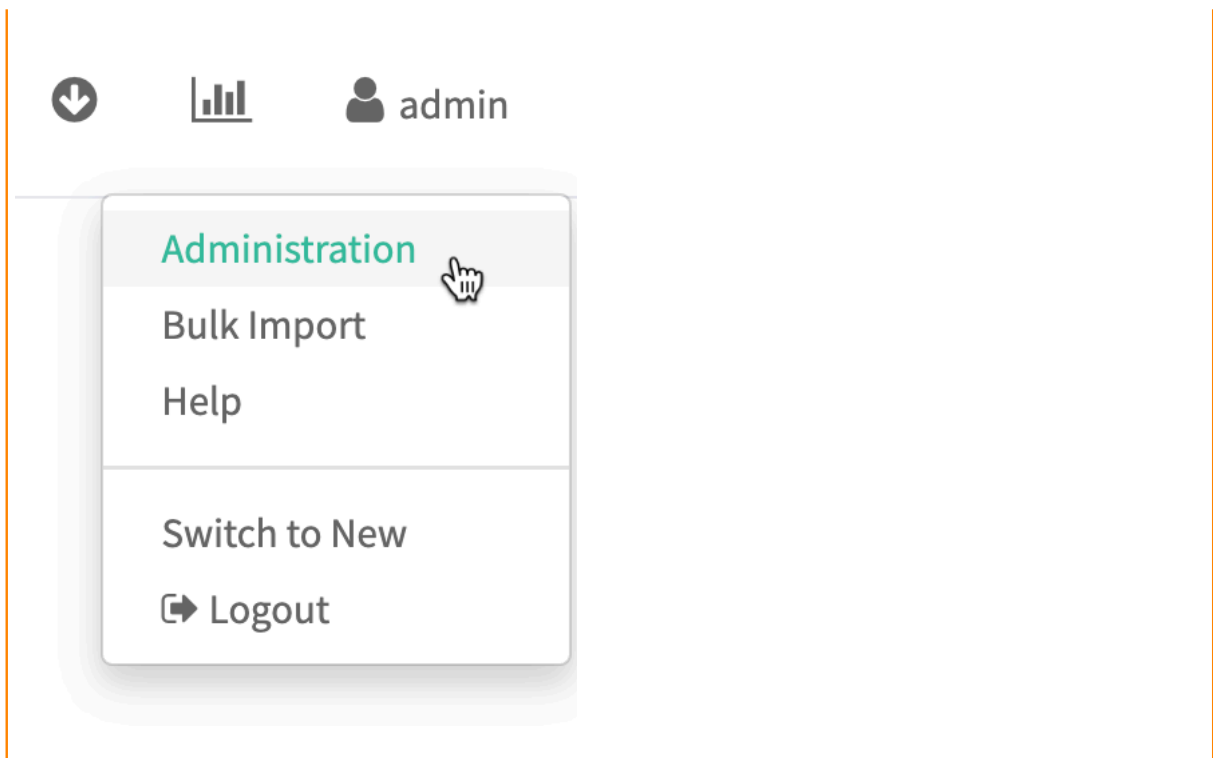 admin
Administration
Bulk Import
Help
Switch to New
Logout